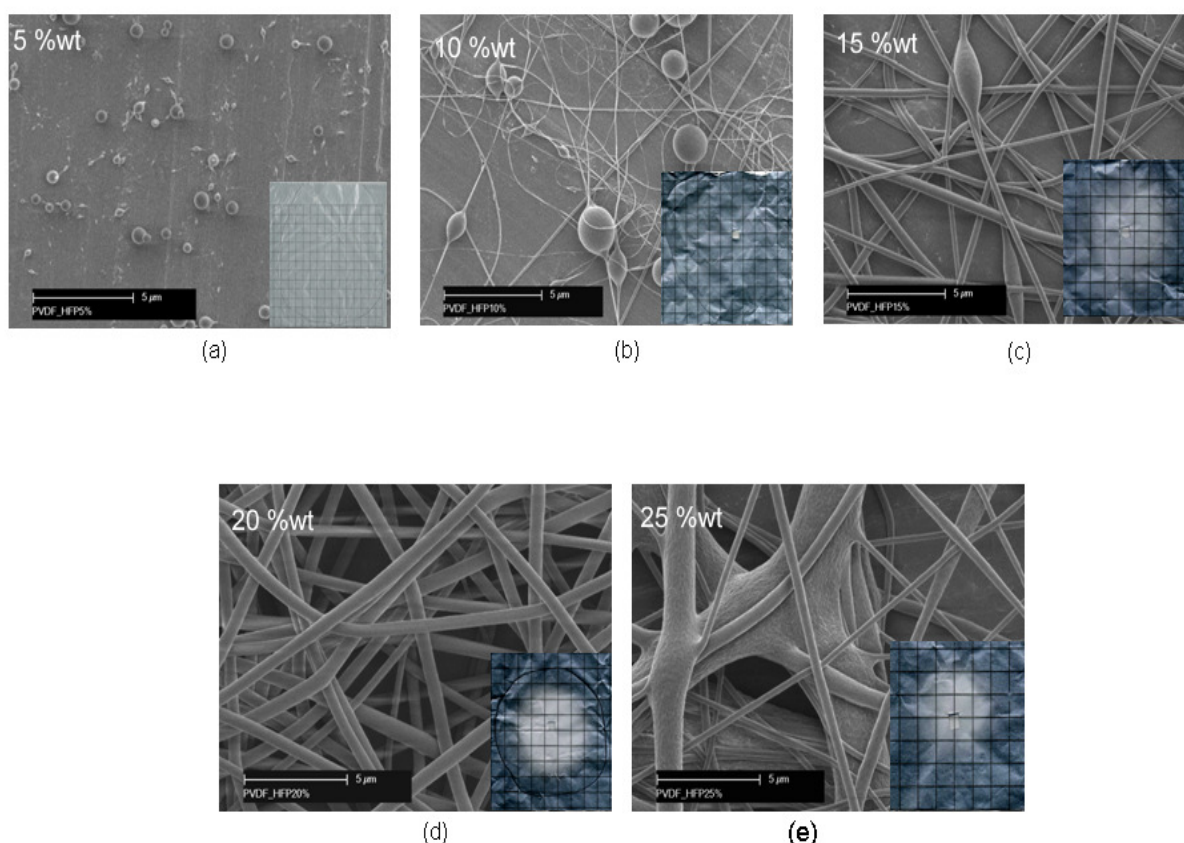 5 %wt
5 µm
PVDF_HFP5%
(a)
10 %wt
5 µm
PVDF_HFP10%
(b)
15 %wt
5 µm
PVDF_HFP15%
(c)
20 %wt
5 µm
PVDF_HFP20%
(d)
25 %wt
5 µm
PVDF_HFP25%
(e)